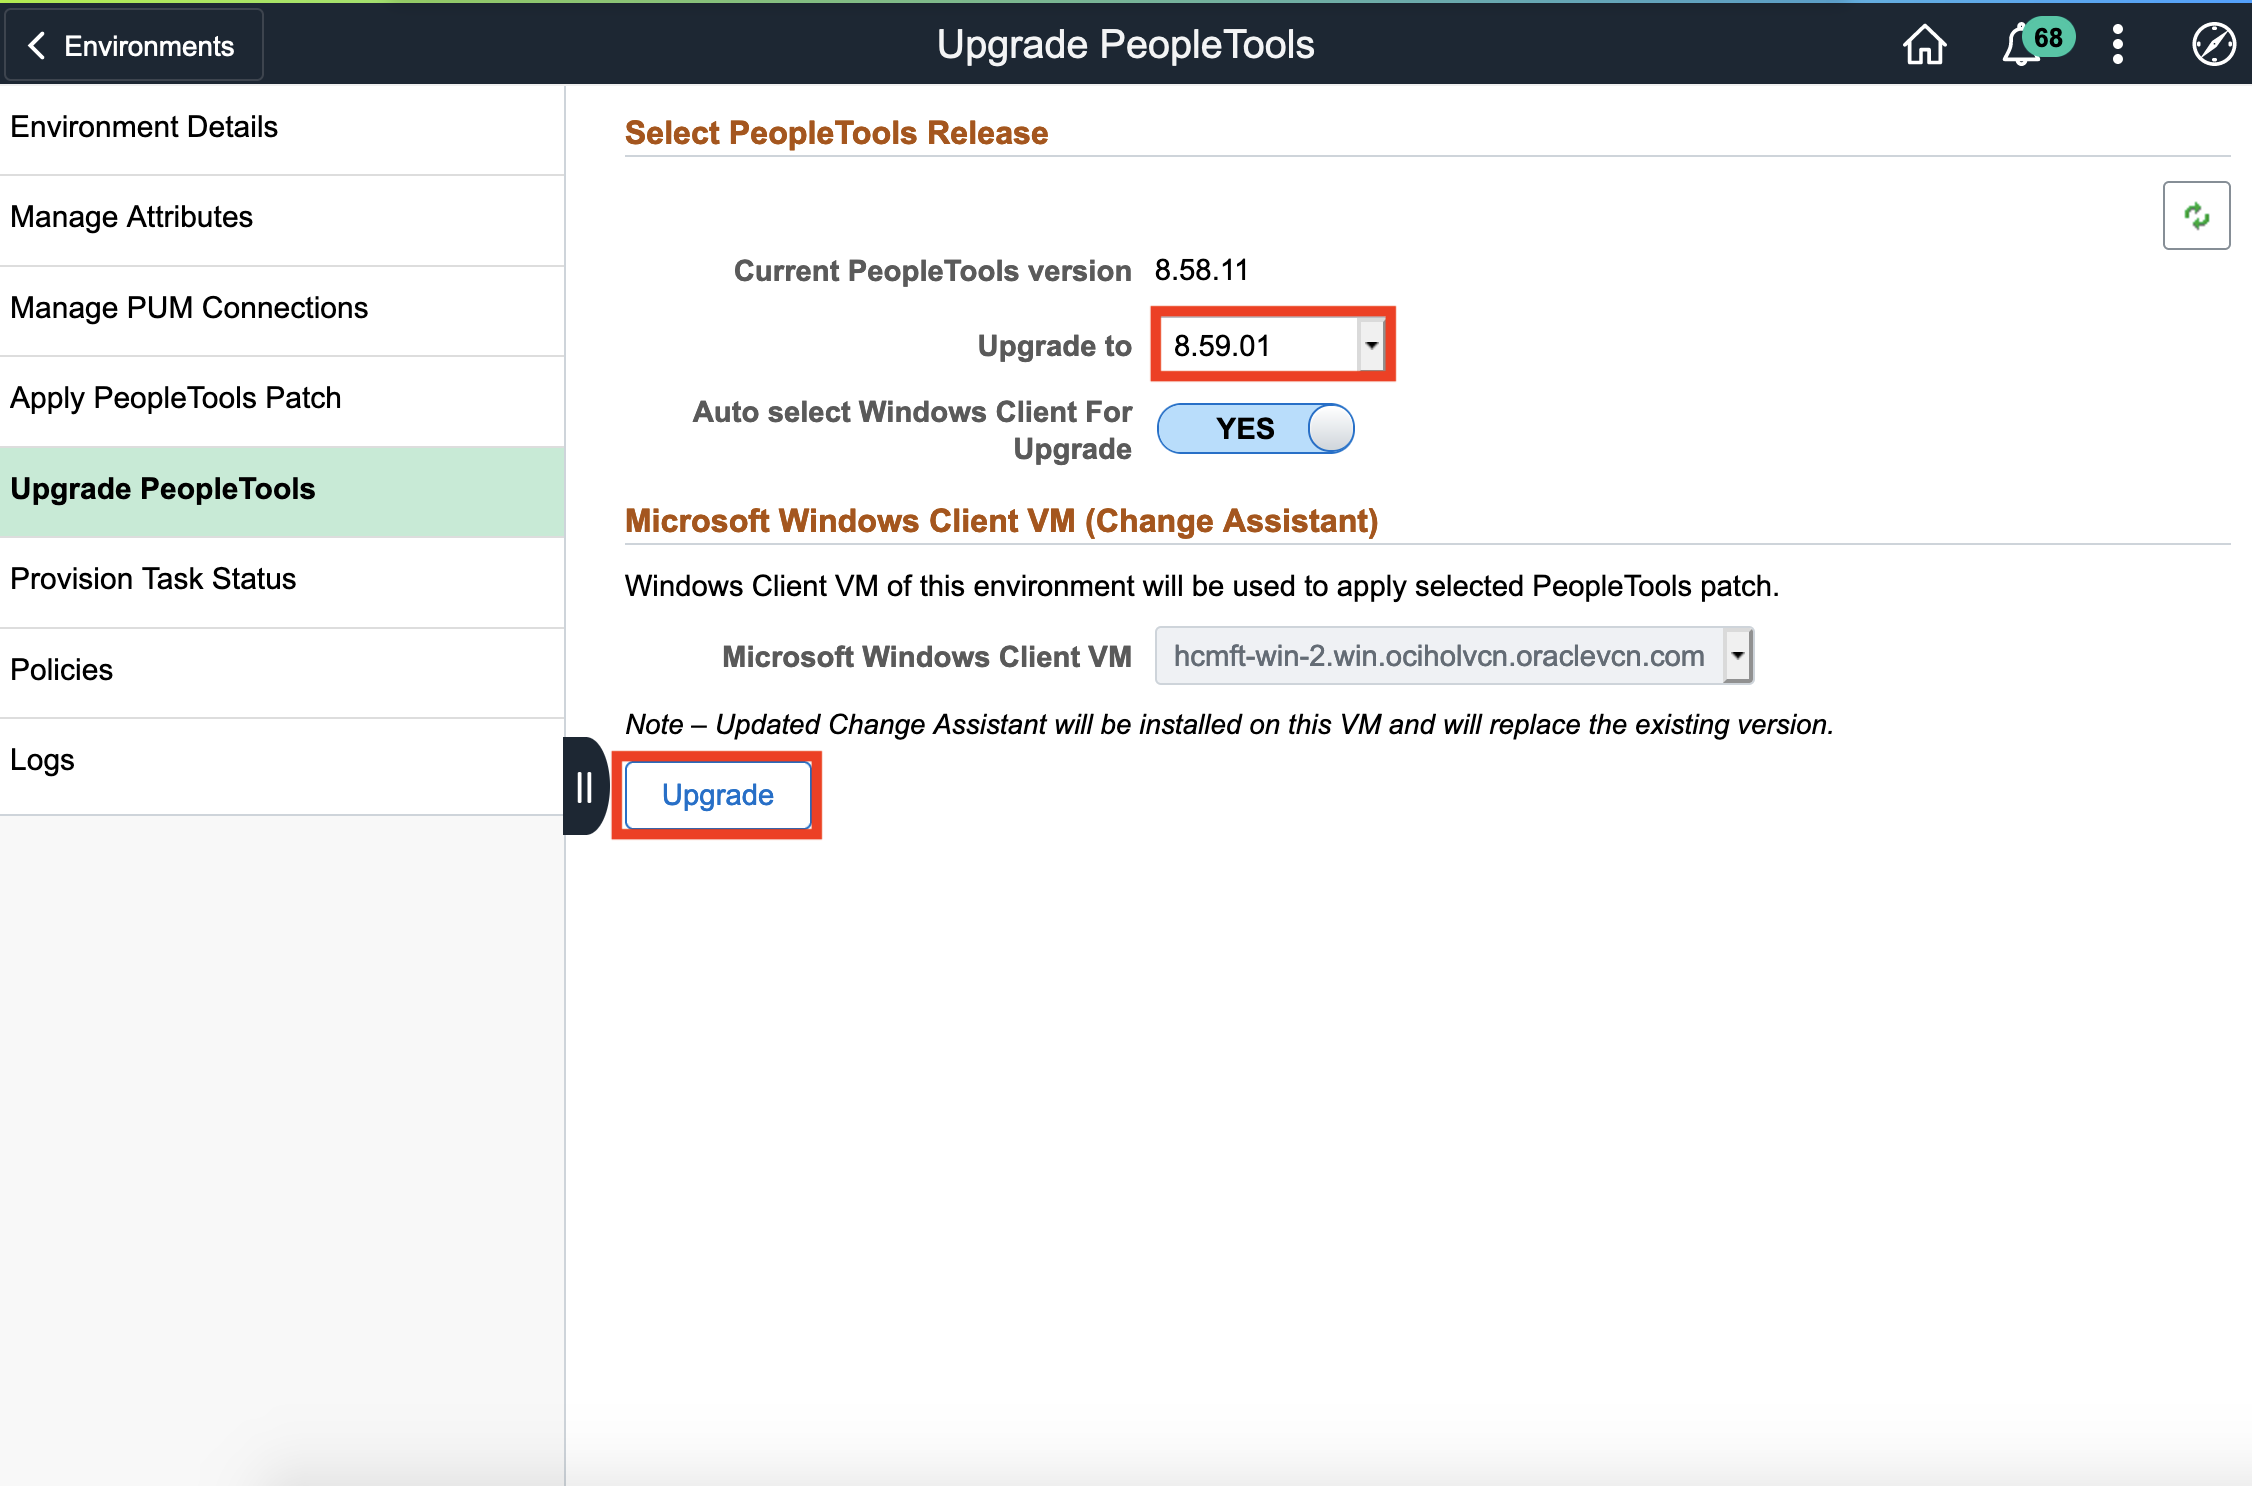 Environments
Upgrade PeopleTools
68
Environment Details
Manage Attributes
Manage PUM Connections
Apply PeopleTools Patch
Upgrade PeopleTools
Provision Task Status
Policies
Logs
Select PeopleTools Release
Current PeopleTools version 8.58.11
Upgrade to 8.59.01
Auto select Windows Client For
Upgrade
YES
Microsoft Windows Client VM (Change Assistant)
Windows Client VM of this environment will be used to apply selected PeopleTools patch.
Microsoft Windows Client VM hcmft-win-2.win.ociholvcn.oraclevcn.com
Note – Updated Change Assistant will be installed on this VM and will replace the existing version.
Upgrade